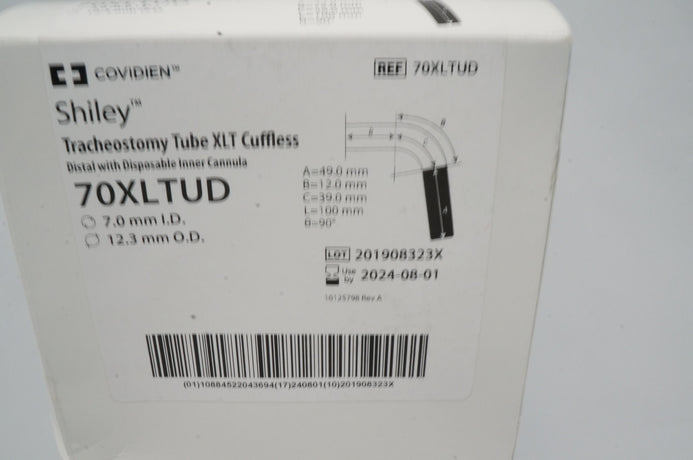 COVIDIEN™
REF 70XLTUD
Shiley™
Tracheostomy Tube XLT Cuffless
Distal with Disposable Inner Cannula
70XLTUD
7.0 mm I.D.
12.3 mm O.D.
A=49.0 mm
B=12.0 mm
C=39.0 mm
L=100 mm
θ=90°
B
C
θ
A
LOT 201908323X
Use by 2024-08-01
10125798 Rev A
(01)10884522043694(17)240801(10)201908323X